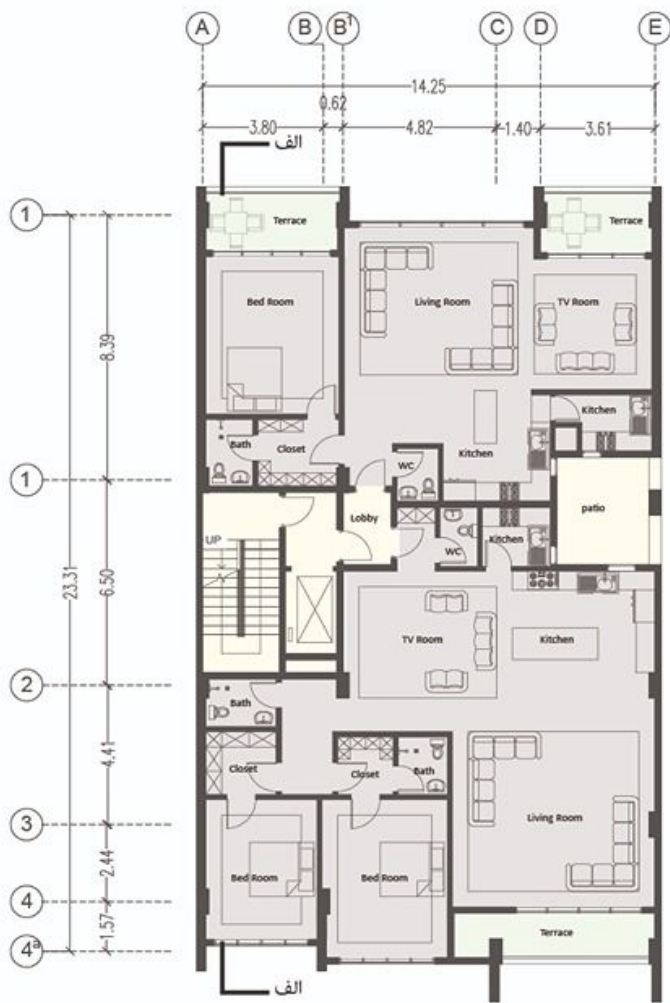 A B B¹ C D E
14.25
0.62
3.80 4.82 1.40 3.61
الف
1
Terrace Terrace
Bed Room Living Room TV Room
8.39
Kitchen
Bath Closet WC Kitchen
1
Lobby patio
UP WC Kitchen
6.50
23.31
TV Room Kitchen
2
Bath
4.41
Closet Closet Bath
3
Living Room
2.44
Bed Room Bed Room
4
1.57
Terrace
4ª
الف